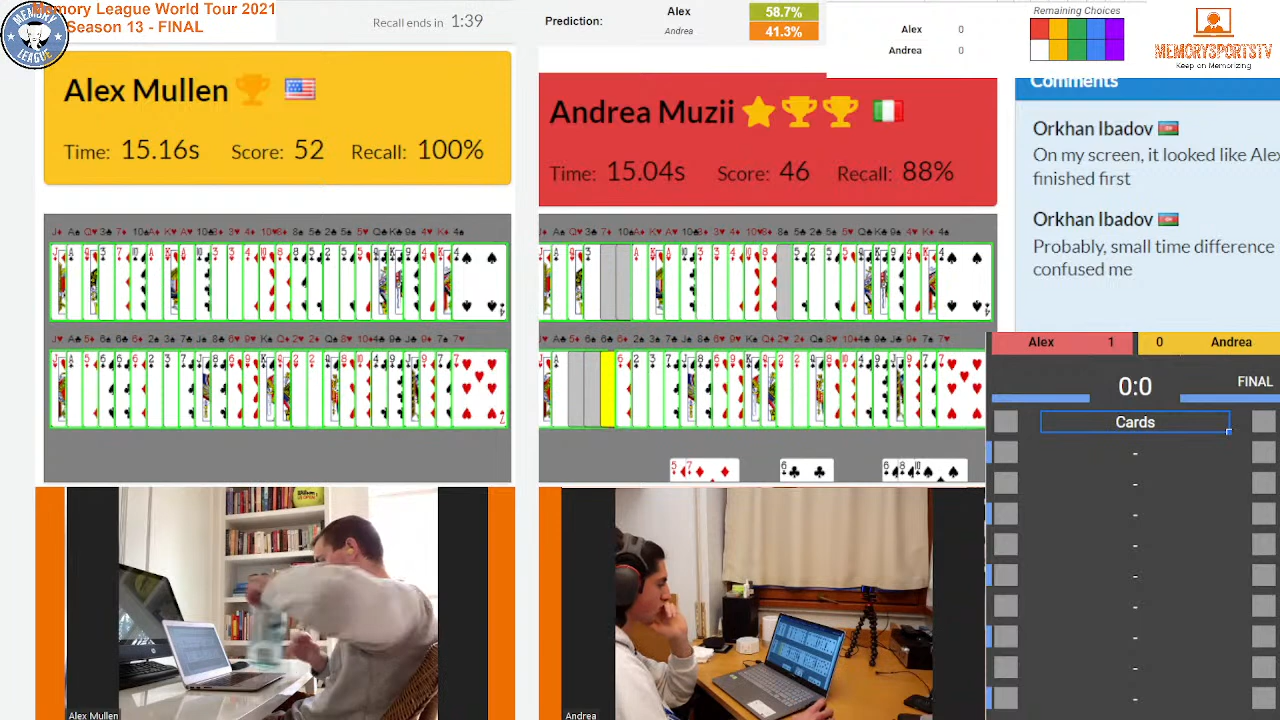 Memory League World Tour 2021
Season 13 - FINAL
MEMORY
LEAGUE
Recall ends in 1:39
Prediction:
Alex 58.7%
Andrea 41.3%
Alex 0
Andrea 0
Remaining Choices
MEMORYSPORTSTV
Keep on Memorizing
Alex Mullen
Time: 15.16s Score: 52 Recall: 100%
Andrea Muzii
Time: 15.04s Score: 46 Recall: 88%
Comments
Orkhan Ibadov
On my screen, it looked like Alex
finished first
Orkhan Ibadov
Probably, small time difference
confused me
Alex 1 0 Andrea
0:0 FINAL
Cards
-
-
-
-
-
-
-
-
-
Alex Mullen
Andrea